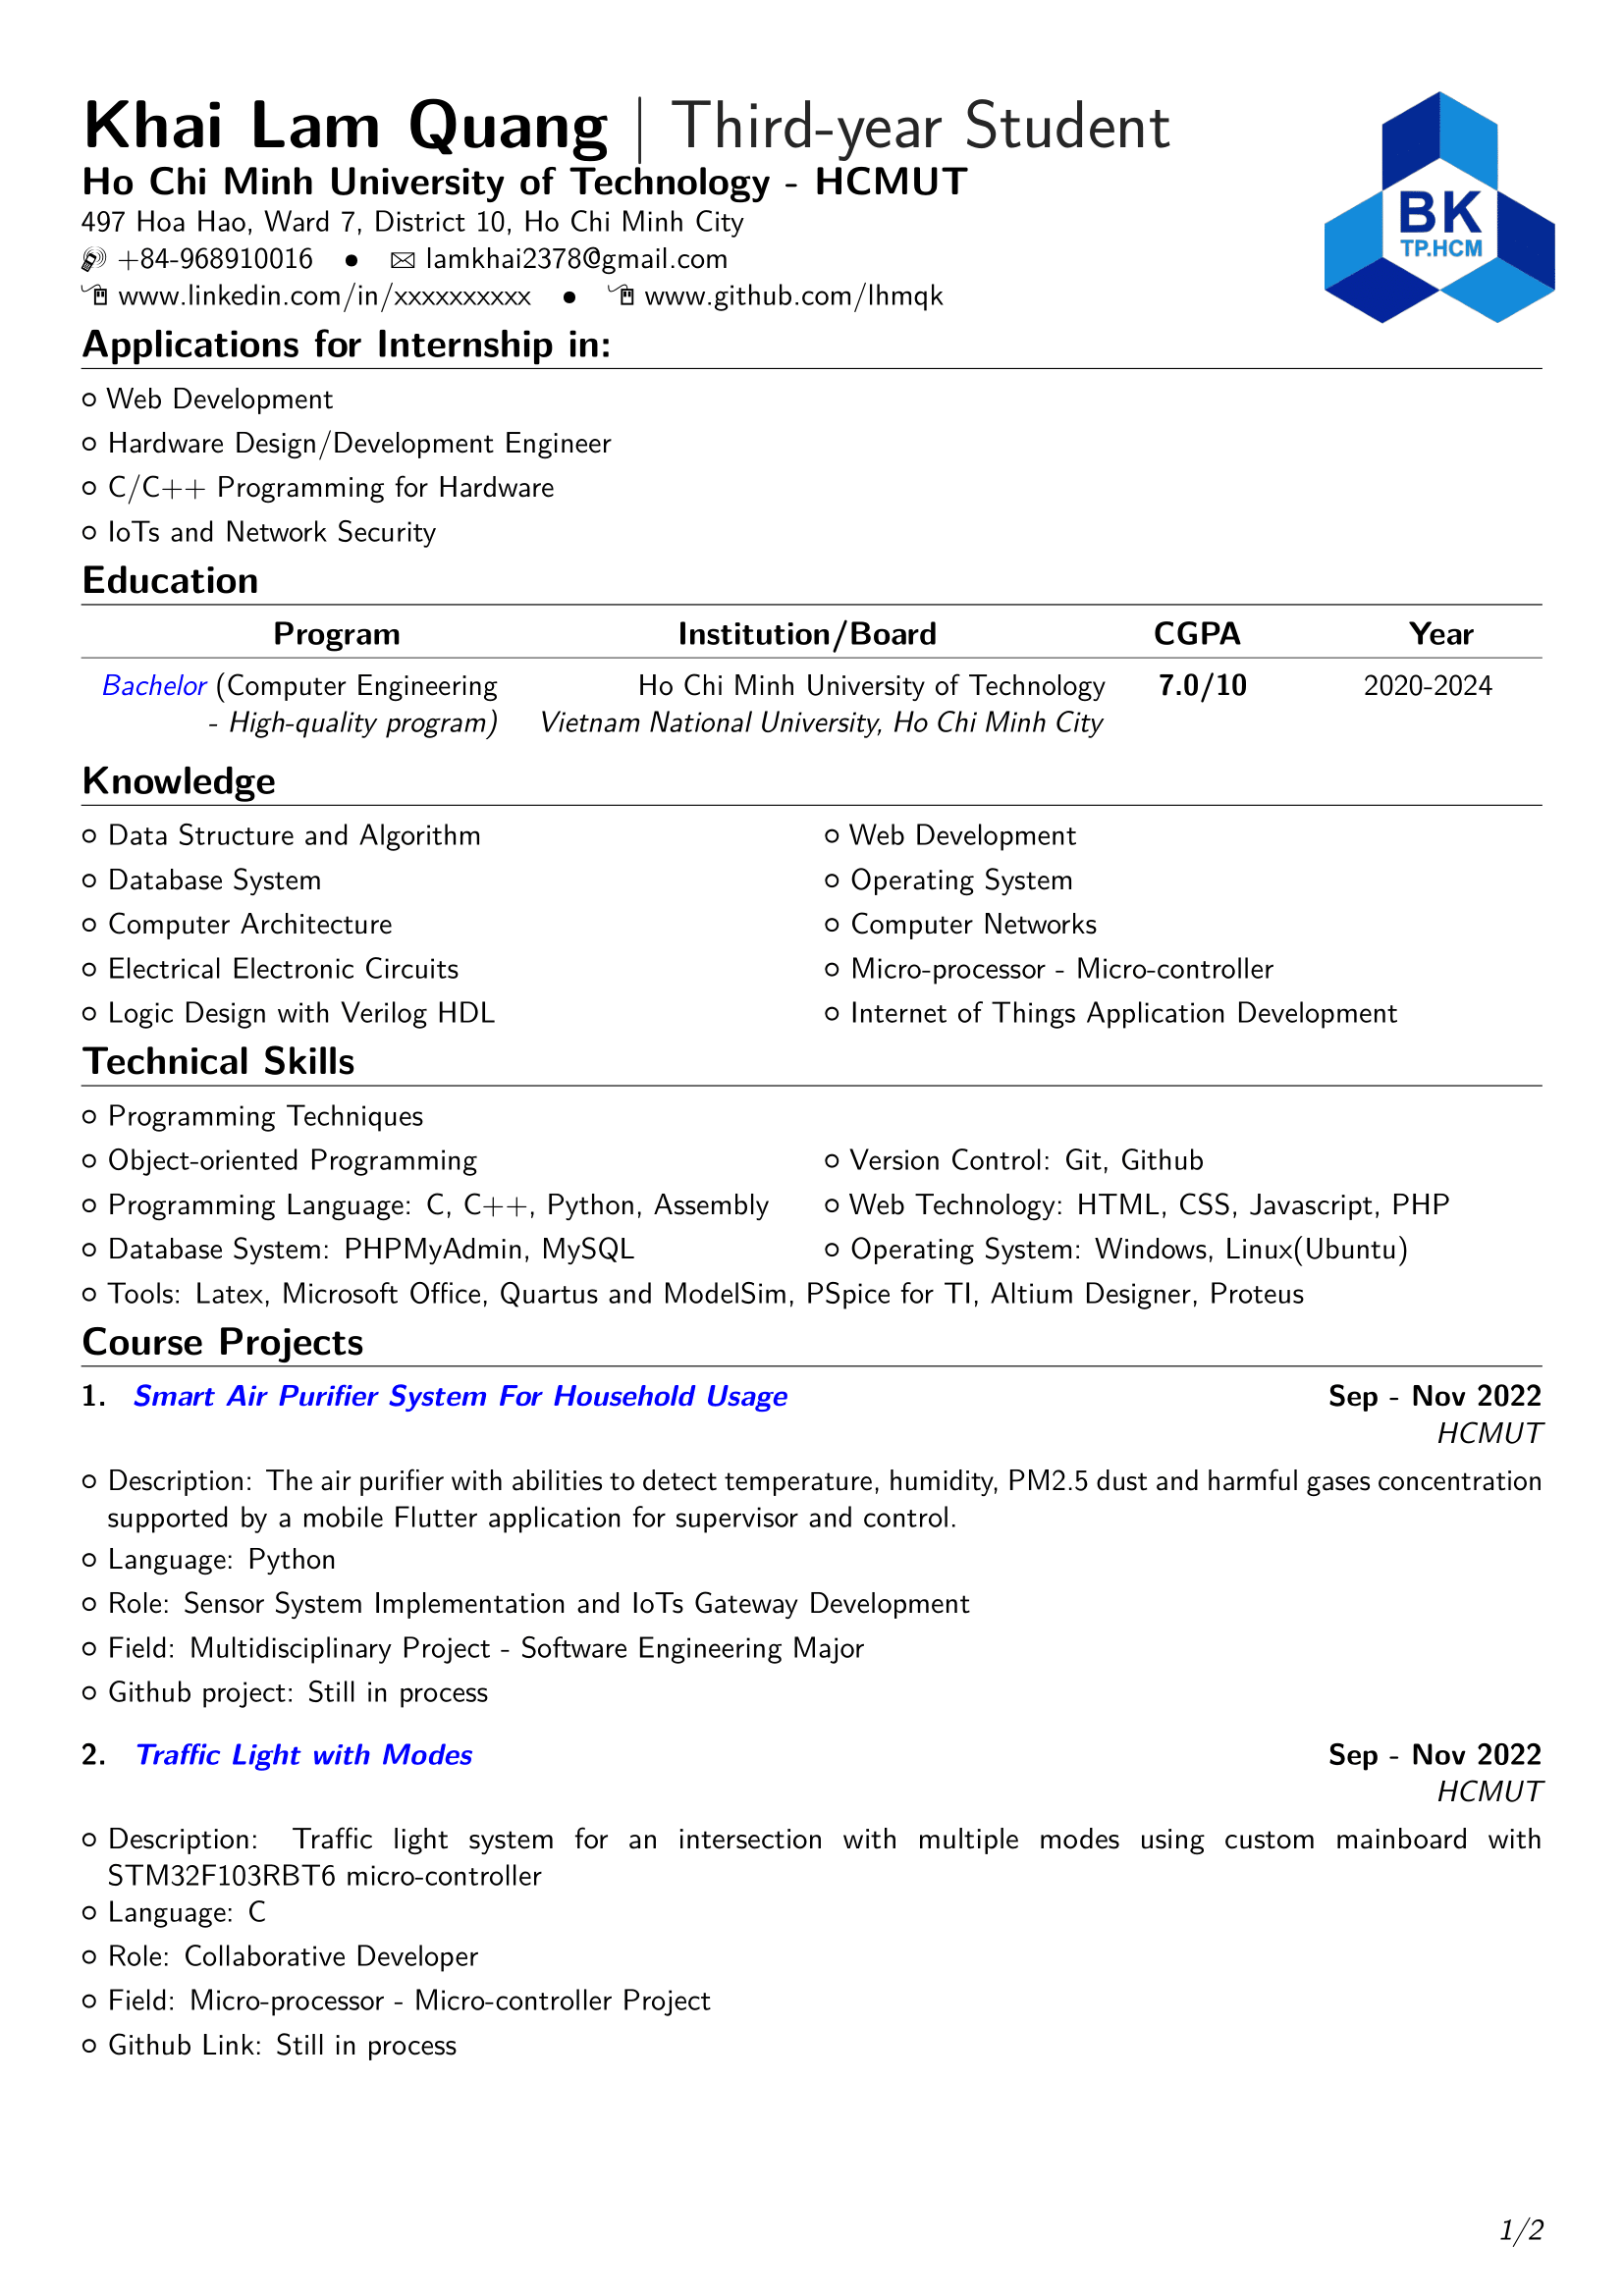 Khai Lam Quang | Third-year Student
Ho Chi Minh University of Technology - HCMUT
497 Hoa Hao, Ward 7, District 10, Ho Chi Minh City
+84-968910016 • lamkhai2378@gmail.com
www.linkedin.com/in/xxxxxxxxxx • www.github.com/lhmqk
BK
TP.HCM
Applications for Internship in:
Web Development
Hardware Design/Development Engineer
C/C++ Programming for Hardware
IoTs and Network Security
Education
Program Institution/Board CGPA Year
Bachelor (Computer Engineering Ho Chi Minh University of Technology 7.0/10 2020-2024
- High-quality program) Vietnam National University, Ho Chi Minh City
Knowledge
Data Structure and Algorithm
Database System
Computer Architecture
Electrical Electronic Circuits
Logic Design with Verilog HDL
Web Development
Operating System
Computer Networks
Micro-processor - Micro-controller
Internet of Things Application Development
Technical Skills
Programming Techniques
Object-oriented Programming
Programming Language: C, C++, Python, Assembly
Database System: PHPMyAdmin, MySQL
Version Control: Git, Github
Web Technology: HTML, CSS, Javascript, PHP
Operating System: Windows, Linux(Ubuntu)
Tools: Latex, Microsoft Office, Quartus and ModelSim, PSpice for TI, Altium Designer, Proteus
Course Projects
1. Smart Air Purifier System For Household Usage Sep - Nov 2022
HCMUT
Description: The air purifier with abilities to detect temperature, humidity, PM2.5 dust and harmful gases concentration
supported by a mobile Flutter application for supervisor and control.
Language: Python
Role: Sensor System Implementation and IoTs Gateway Development
Field: Multidisciplinary Project - Software Engineering Major
Github project: Still in process
2. Traffic Light with Modes Sep - Nov 2022
HCMUT
Description: Traffic light system for an intersection with multiple modes using custom mainboard with
STM32F103RBT6 micro-controller
Language: C
Role: Collaborative Developer
Field: Micro-processor - Micro-controller Project
Github Link: Still in process
1/2